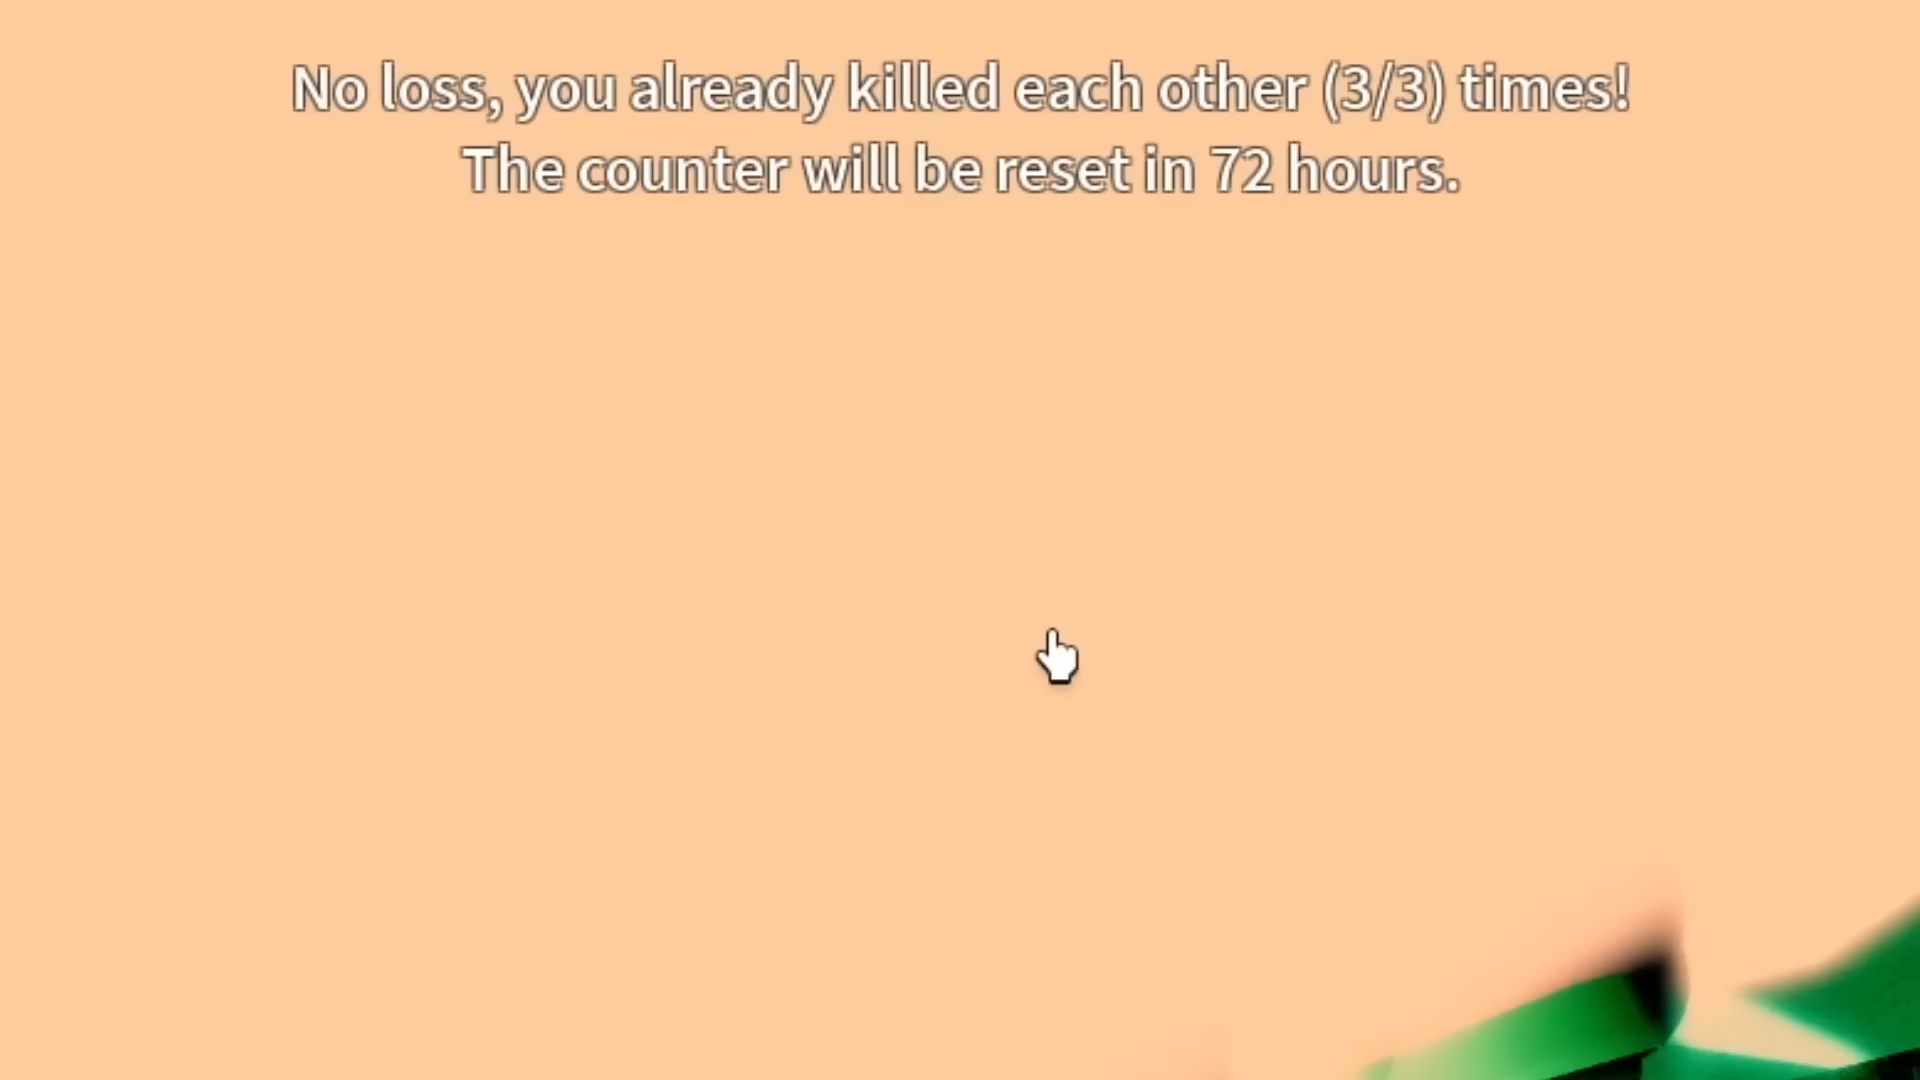 No loss, you already killed each other (3/3) times!
The counter will be reset in 72 hours.